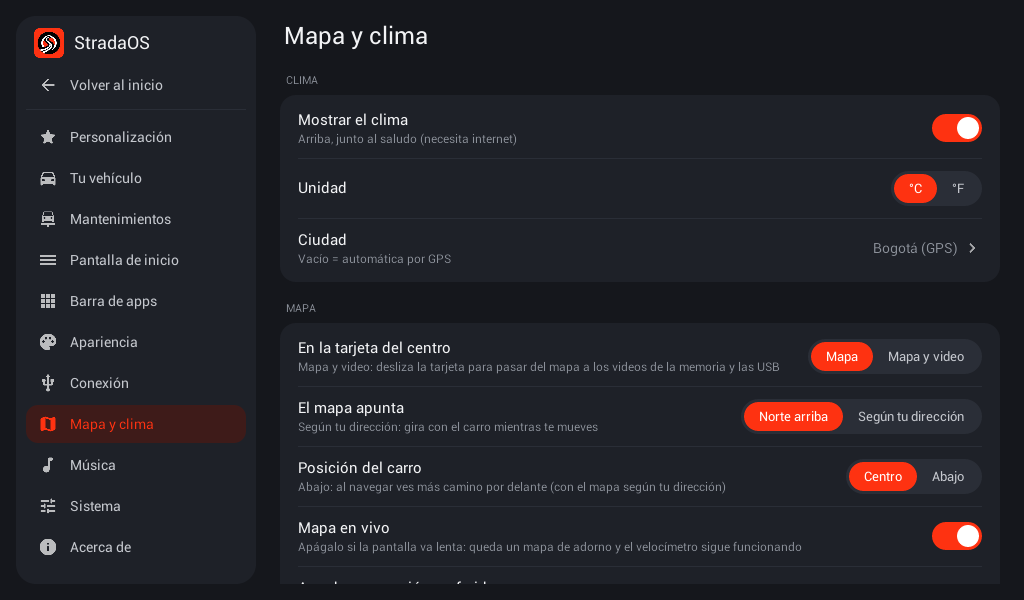 StradaOS
Volver al inicio
Personalización
Tu vehículo
Mantenimientos
Pantalla de inicio
Barra de apps
Apariencia
Conexión
Mapa y clima
Música
Sistema
Acerca de
Mapa y clima
CLIMA
Mostrar el clima
Arriba, junto al saludo (necesita internet)
Unidad
°C °F
Ciudad
Vacío = automática por GPS
Bogotá (GPS)
MAPA
En la tarjeta del centro
Mapa y video: desliza la tarjeta para pasar del mapa a los videos de la memoria y las USB
Mapa Mapa y video
El mapa apunta
Según tu dirección: gira con el carro mientras te mueves
Norte arriba Según tu dirección
Posición del carro
Abajo: al navegar ves más camino por delante (con el mapa según tu dirección)
Centro Abajo
Mapa en vivo
Apágalo si la pantalla va lenta: queda un mapa de adorno y el velocímetro sigue funcionando